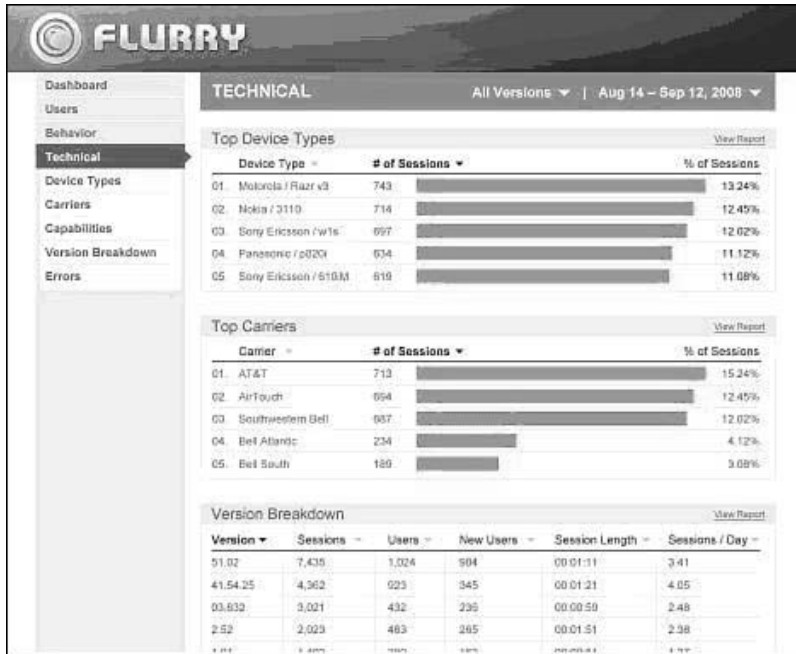 FLURRY
Dashboard
Users
Behavior
Technical
Device Types
Carriers
Capabilities
Version Breakdown
Errors
TECHNICAL All Versions | Aug 14 – Sep 12, 2008
Top Device Types View Report
Device Type # of Sessions % of Sessions
01. Motorola / Razr v3 743 13.24%
02. Nokia / 3110 714 12.45%
03. Sony Ericsson / w1s 697 12.02%
04. Panasonic / p820i 634 11.12%
05. Sony Ericsson / 619 11.08%
Top Carriers View Report
Carrier # of Sessions % of Sessions
01. AT&T 713 15.24%
02. AirTouch 694 12.45%
03. Southwestern Bell 687 12.02%
04. Bell Atlantic 234 4.12%
05. Bell South 189 3.08%
Version Breakdown View Report
Version Sessions Users New Users Session Length Sessions / Day
51.02 7,435 1,024 984 00:01:11 3.41
41.54.25 4,362 923 345 00:01:21 4.05
03.832 3,021 432 236 00:00:59 2.48
2.52 2,023 483 265 00:01:51 2.38